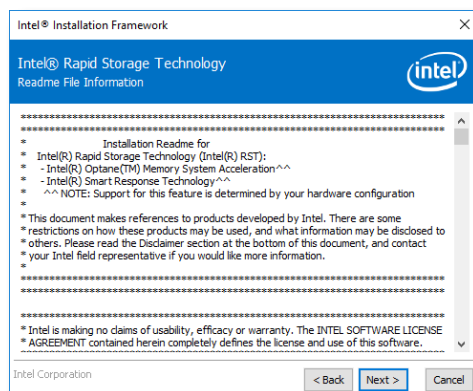 Intel® Installation Framework
Intel® Rapid Storage Technology
Readme File Information
intel
*******************************************************************************
*******************************************************************************
* Installation Readme for
* Intel(R) Rapid Storage Technology (Intel(R) RST):
* - Intel(R) Optane(TM) Memory System Acceleration^^
* - Intel(R) Smart Response Technology^^
* ^^ NOTE: Support for this feature is determined by your hardware configuration
*
* This document makes references to products developed by Intel. There are some
* restrictions on how these products may be used, and what information may be disclosed to
* others. Please read the Disclaimer section at the bottom of this document, and contact
* your Intel field representative if you would like more information.
*
*******************************************************************************
*******************************************************************************
*******************************************************************************
* Intel is making no claims of usability, efficacy or warranty. The INTEL SOFTWARE LICENSE
* AGREEMENT contained herein completely defines the license and use of this software.
*******************************************************************************
Intel Corporation
< Back Next > Cancel